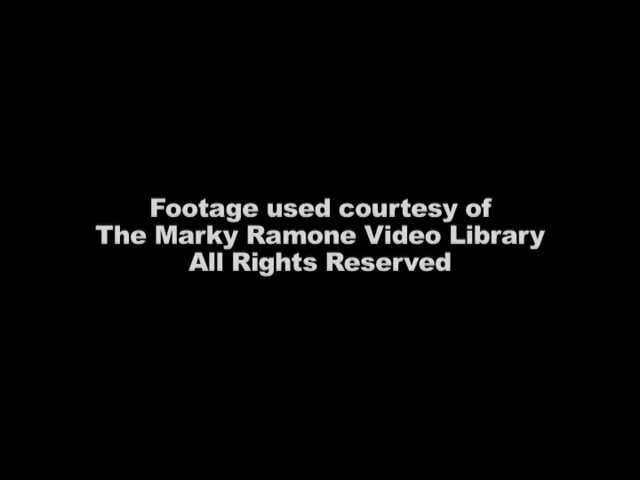 Footage used courtesy of
The Marky Ramone Video Library
All Rights Reserved